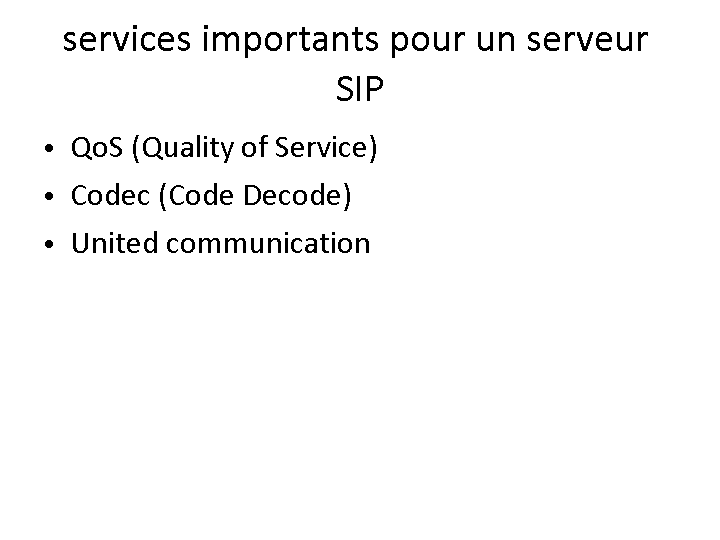 services importants pour un serveur
SIP
• QoS (Quality of Service)
• Codec (Code Decode)
• United communication